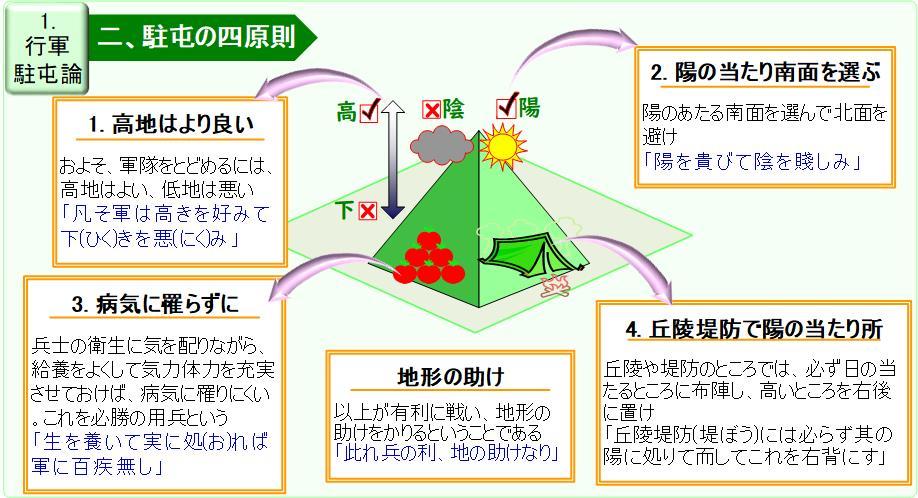 1.
行軍
駐屯論
二、駐屯の四原則
1. 高地はより良い
およそ、軍隊をとどめるには、
高地はよい、低地は悪い
「凡そ軍は高きを好みて
下(ひく)きを悪(にく)み」
高
下
陰
陽
2. 陽の当たり南面を選ぶ
陽のあたる南面を選んで北面を
避け
「陽を貴びて陰を賤しみ」
3. 病気に罹らずに
兵士の衛生に気を配りながら、
給養をよくして気力体力を充実
させておけば、病気に罹りにくい
。これを必勝の用兵という
「生を養いて実に処(お)れば
軍に百疾無し」
地形の助け
以上が有利に戦い、地形の
助けをかりるということである
「此れ兵の利、地の助けなり」
4. 丘陵堤防で陽の当たり所
丘陵や堤防のところでは、必ず日の当
たるところに布陣し、高いところを右後
に置け
「丘陵堤防(堤ぼう)には必らず其の
陽に処りて而してこれを右背にす」